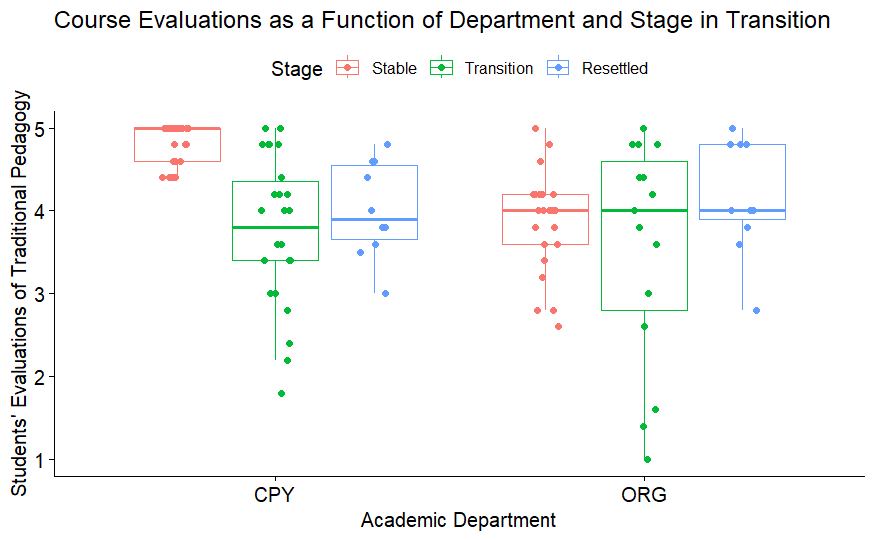 Course Evaluations as a Function of Department and Stage in Transition
Stage Stable Transition Resettled
Students' Evaluations of Traditional Pedagogy
5
4
3
2
1
CPY ORG
Academic Department